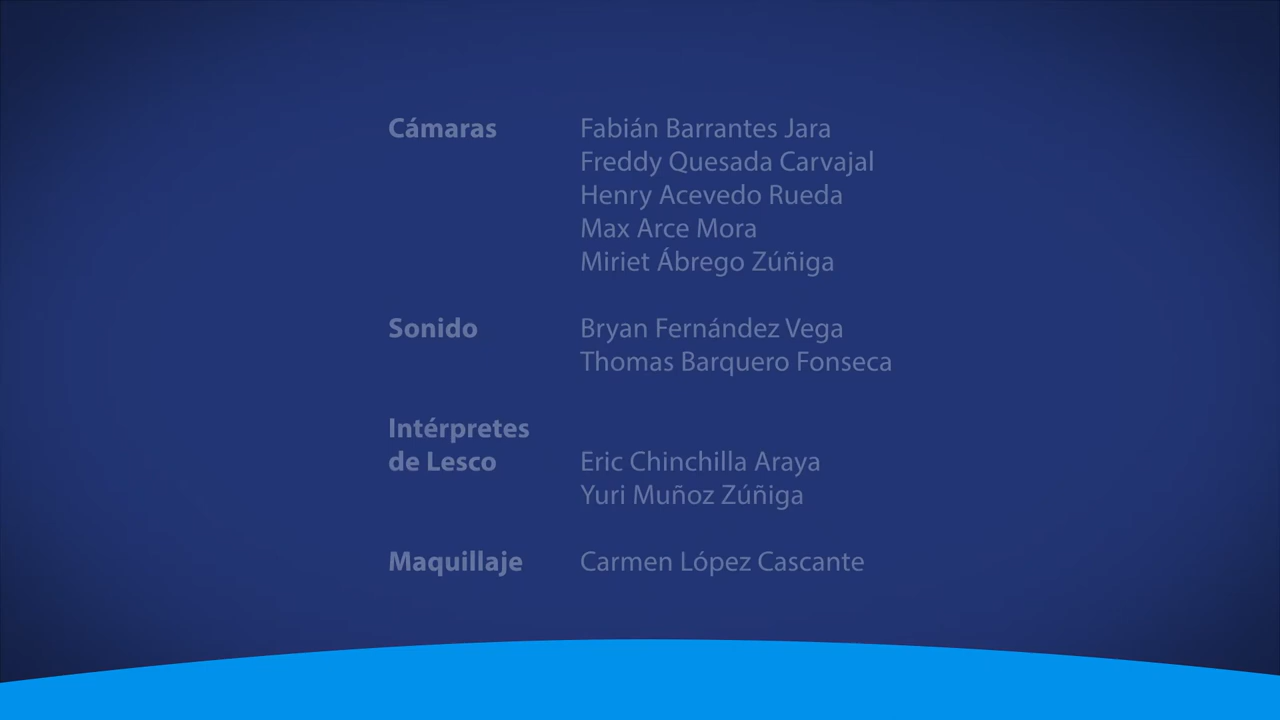 Cámaras Fabián Barrantes Jara
Freddy Quesada Carvajal
Henry Acevedo Rueda
Max Arce Mora
Miriet Ábrego Zúñiga
Sonido Bryan Fernández Vega
Thomas Barquero Fonseca
Intérpretes
de Lesco Eric Chinchilla Araya
Yuri Muñoz Zúñiga
Maquillaje Carmen López Cascante